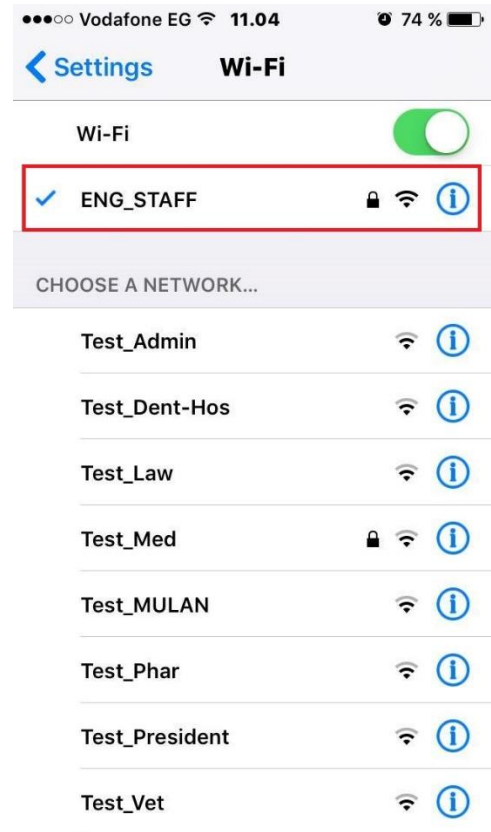 Vodafone EG 11.04 74 %
Settings Wi-Fi
Wi-Fi
ENG_STAFF
CHOOSE A NETWORK...
Test_Admin
Test_Dent-Hos
Test_Law
Test_Med
Test_MULAN
Test_Phar
Test_President
Test_Vet